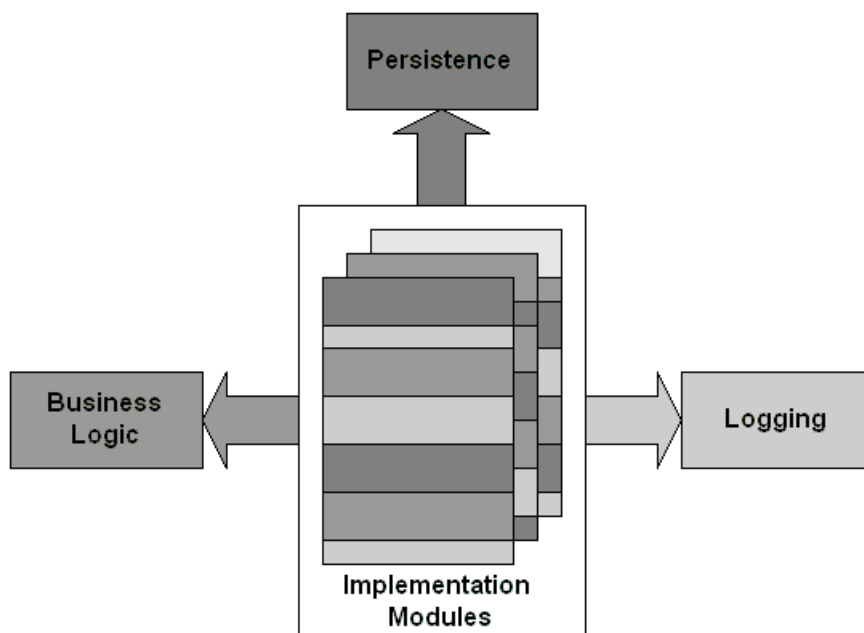 Persistence
Business
Logic
Logging
Implementation
Modules